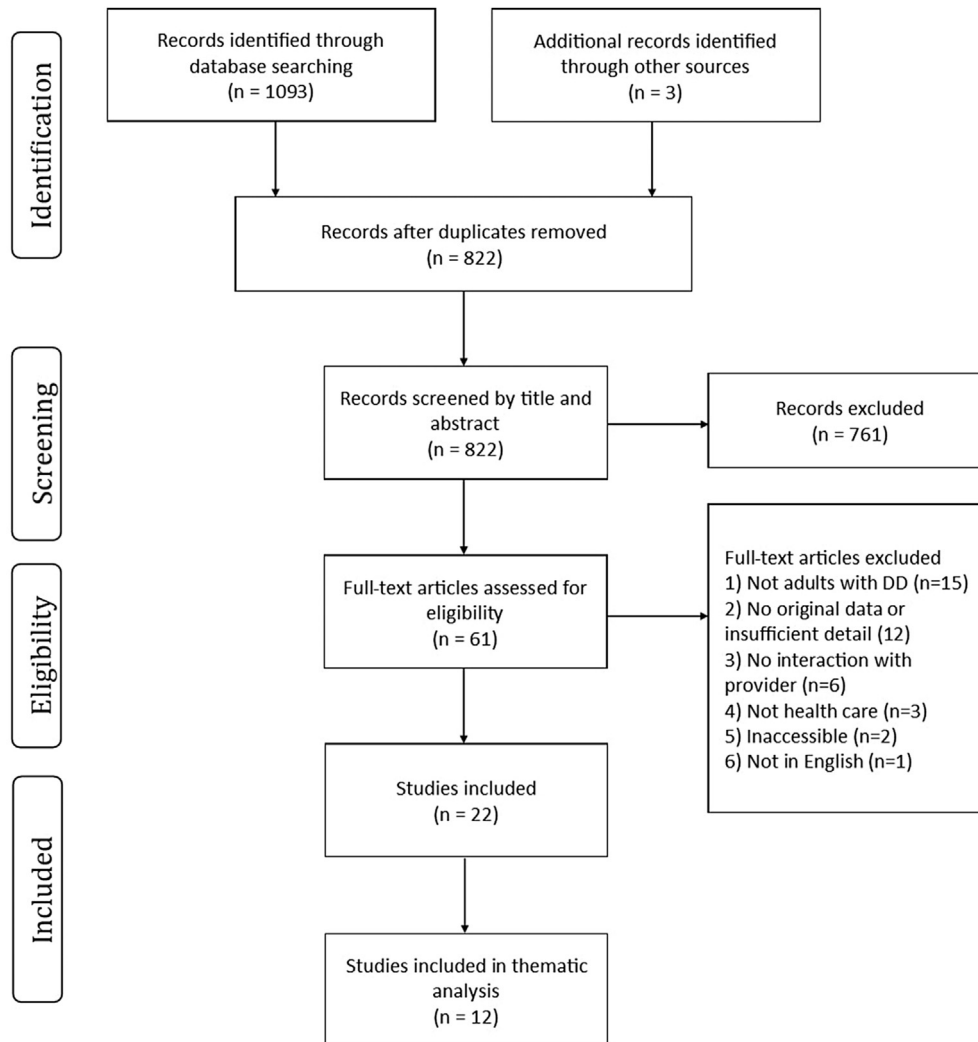 Identification
Records identified through
database searching
(n = 1093)
Additional records identified
through other sources
(n = 3)
Records after duplicates removed
(n = 822)
Screening
Records screened by title and
abstract
(n = 822)
Records excluded
(n = 761)
Eligibility
Full-text articles assessed for
eligibility
(n = 61)
Full-text articles excluded
1) Not adults with DD (n=15)
2) No original data or
insufficient detail (12)
3) No interaction with
provider (n=6)
4) Not health care (n=3)
5) Inaccessible (n=2)
6) Not in English (n=1)
Included
Studies included
(n = 22)
Studies included in thematic
analysis
(n = 12)